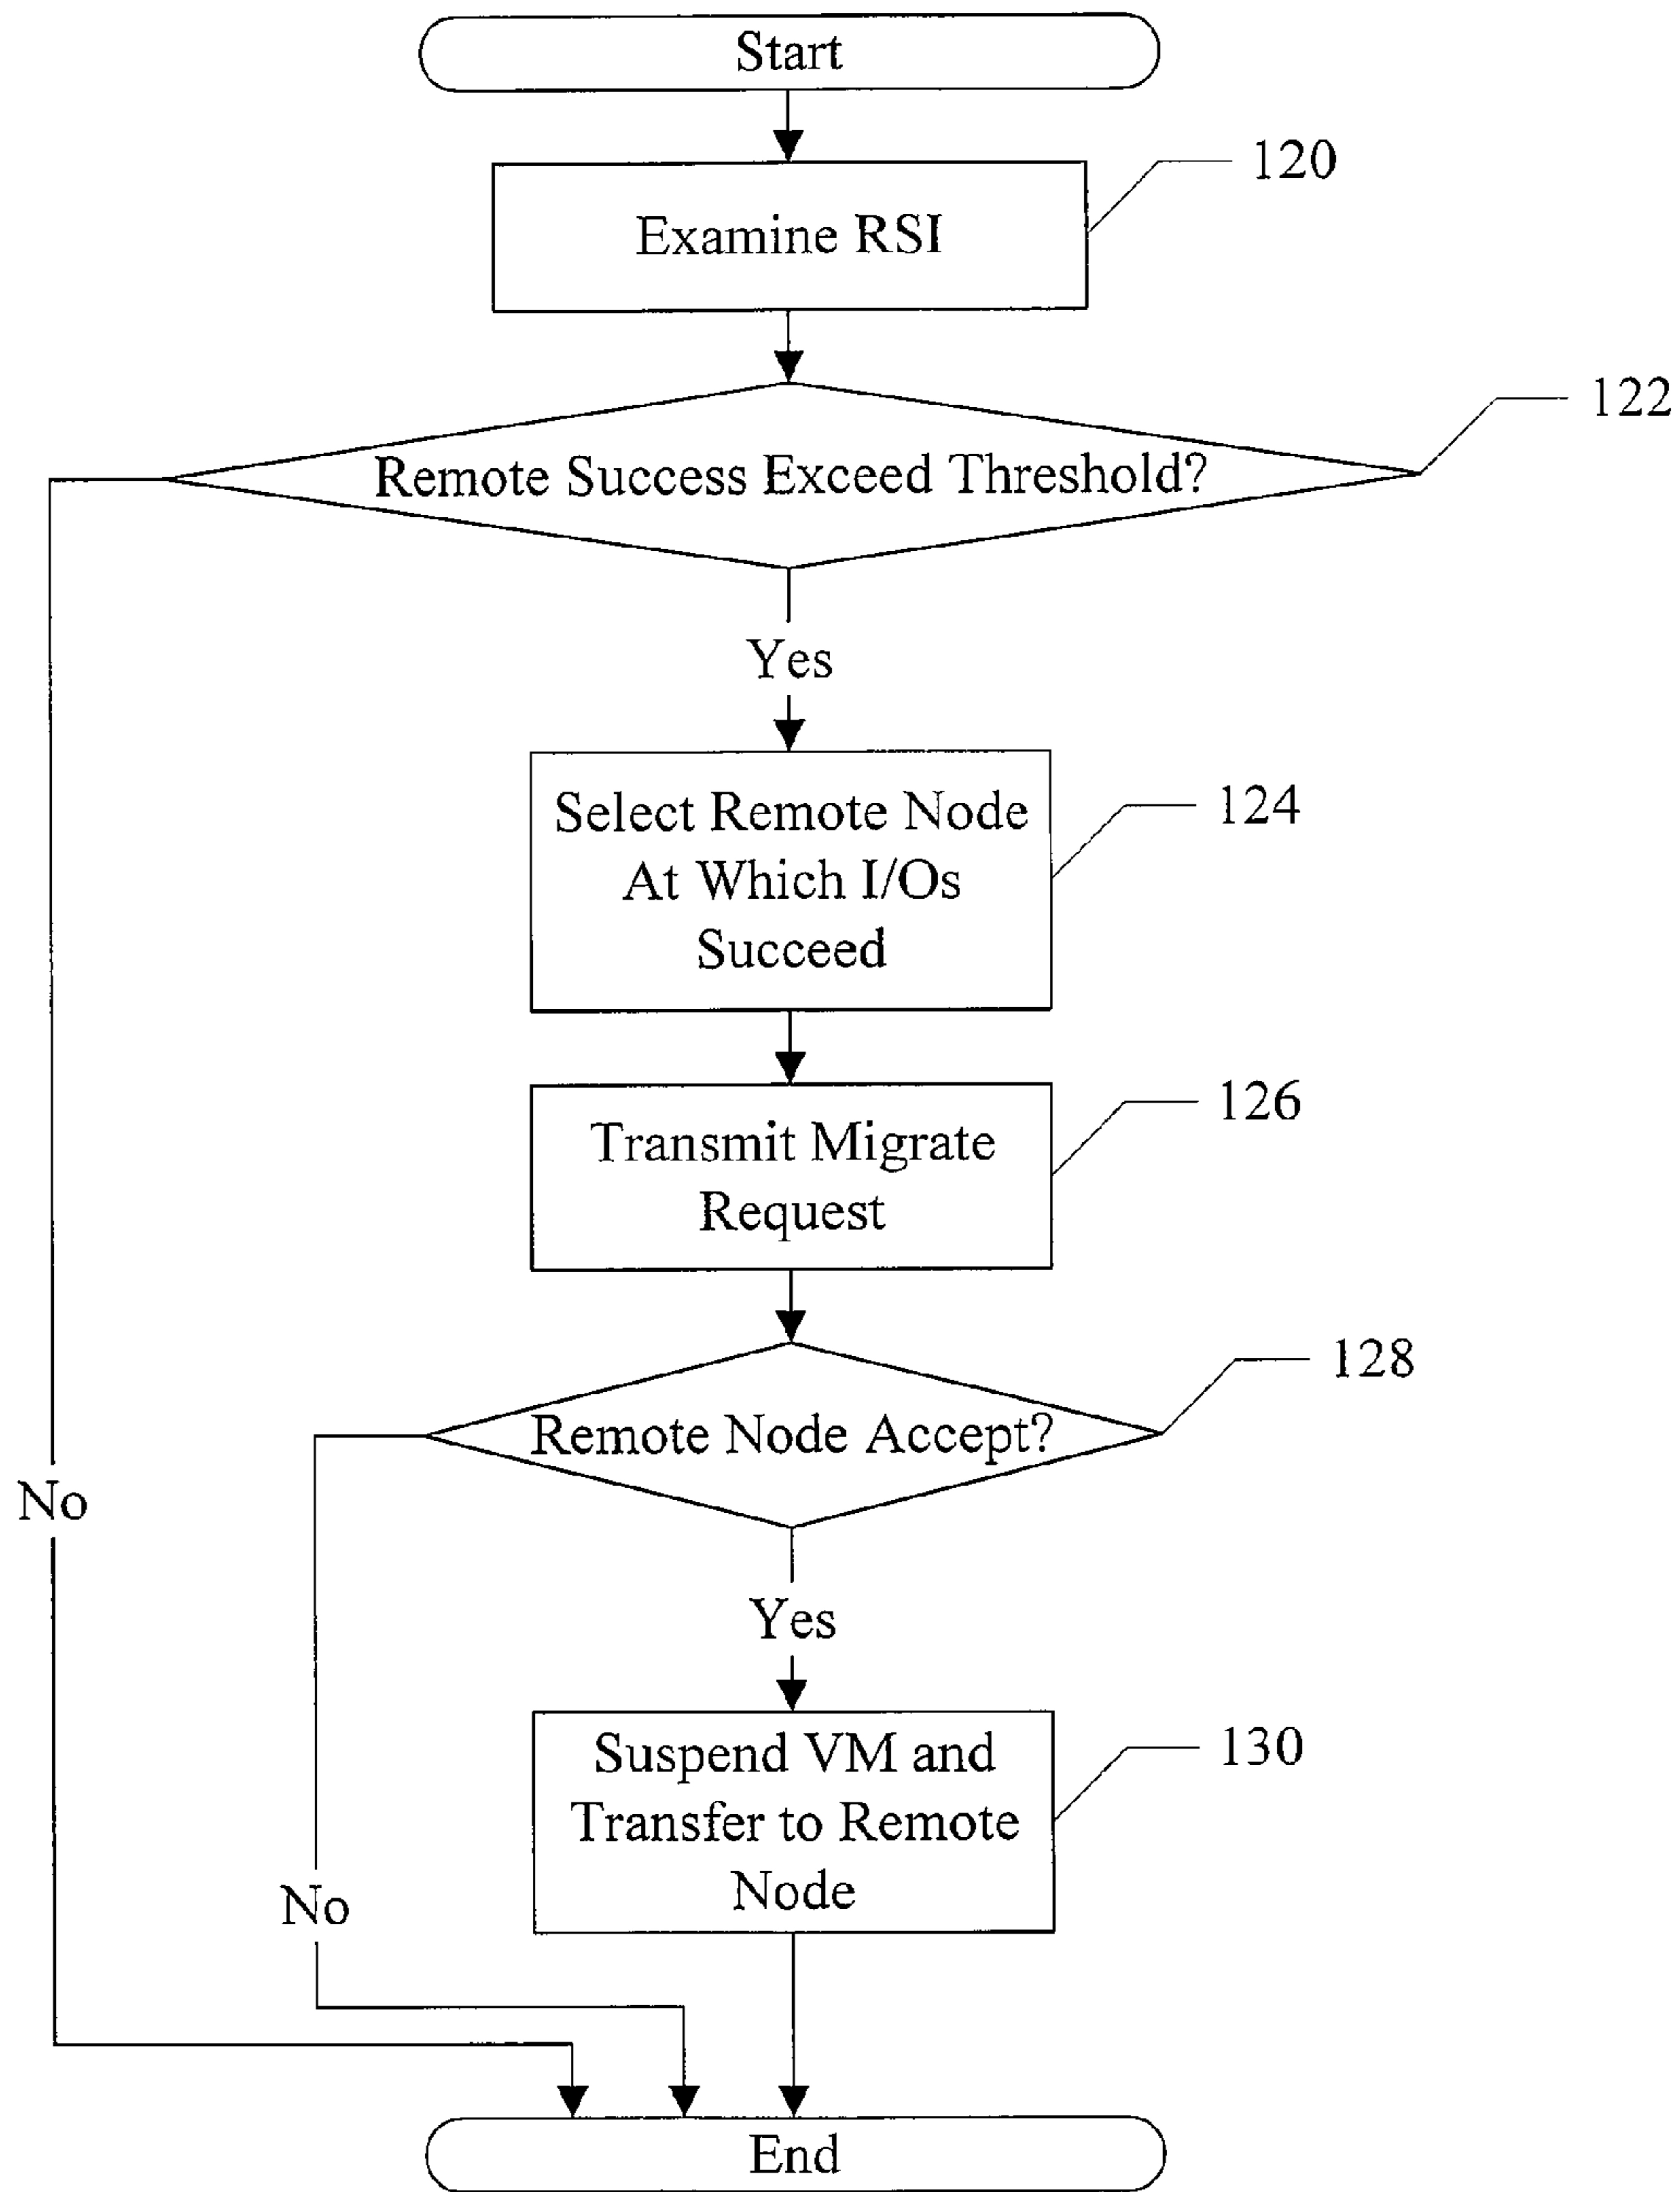 Start
120
Examine RSI
122
Remote Success Exceed Threshold?
Yes
Select Remote Node
At Which I/Os
Succeed
124
Transmit Migrate
Request
126
Remote Node Accept?
128
No
Yes
Suspend VM and
Transfer to Remote
Node
130
No
End